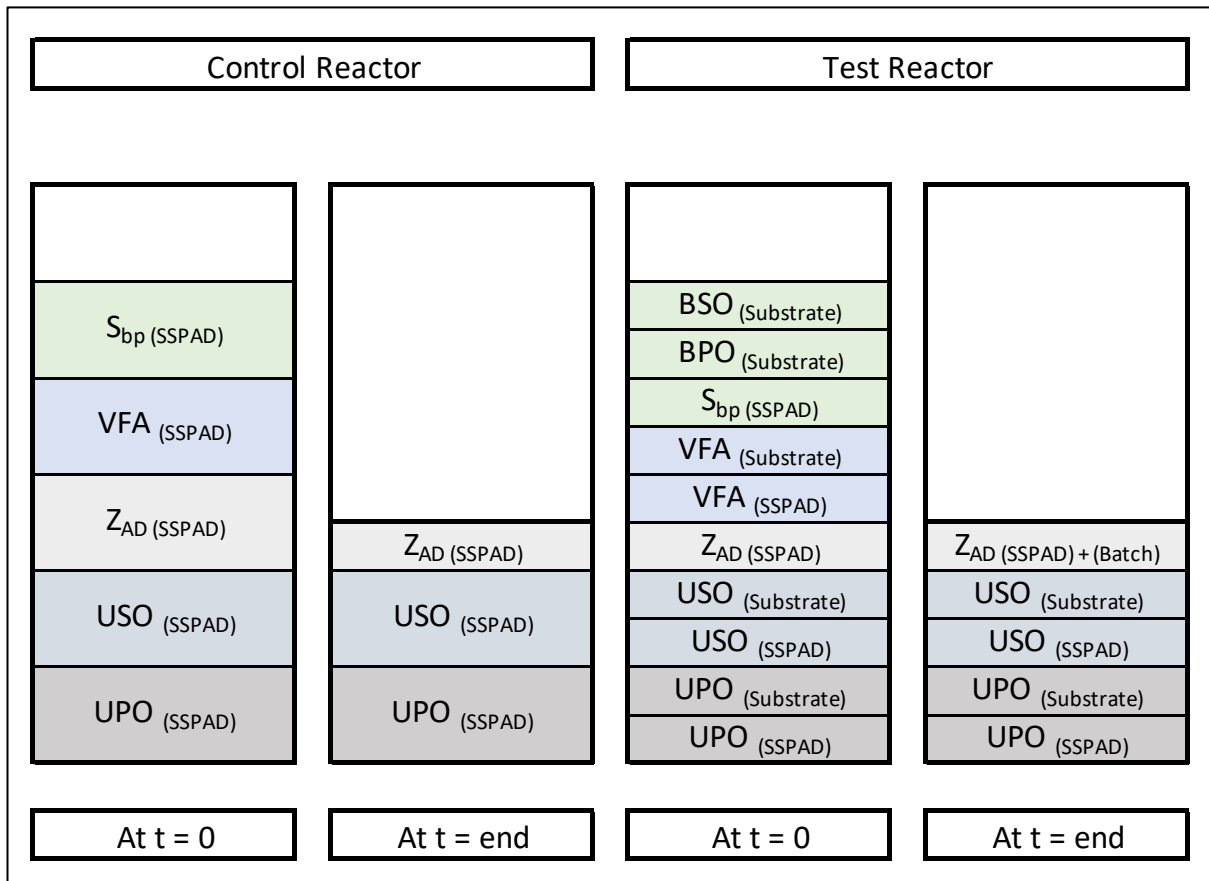 Control Reactor
Test Reactor
S_bp (SSPAD)
VFA (SSPAD)
Z_AD (SSPAD)
USO (SSPAD)
UPO (SSPAD)
Z_AD (SSPAD)
USO (SSPAD)
UPO (SSPAD)
BSO (Substrate)
BPO (Substrate)
S_bp (SSPAD)
VFA (Substrate)
VFA (SSPAD)
Z_AD (SSPAD)
USO (Substrate)
USO (SSPAD)
UPO (Substrate)
UPO (SSPAD)
Z_AD (SSPAD) + (Batch)
USO (Substrate)
USO (SSPAD)
UPO (Substrate)
UPO (SSPAD)
At t = 0
At t = end
At t = 0
At t = end